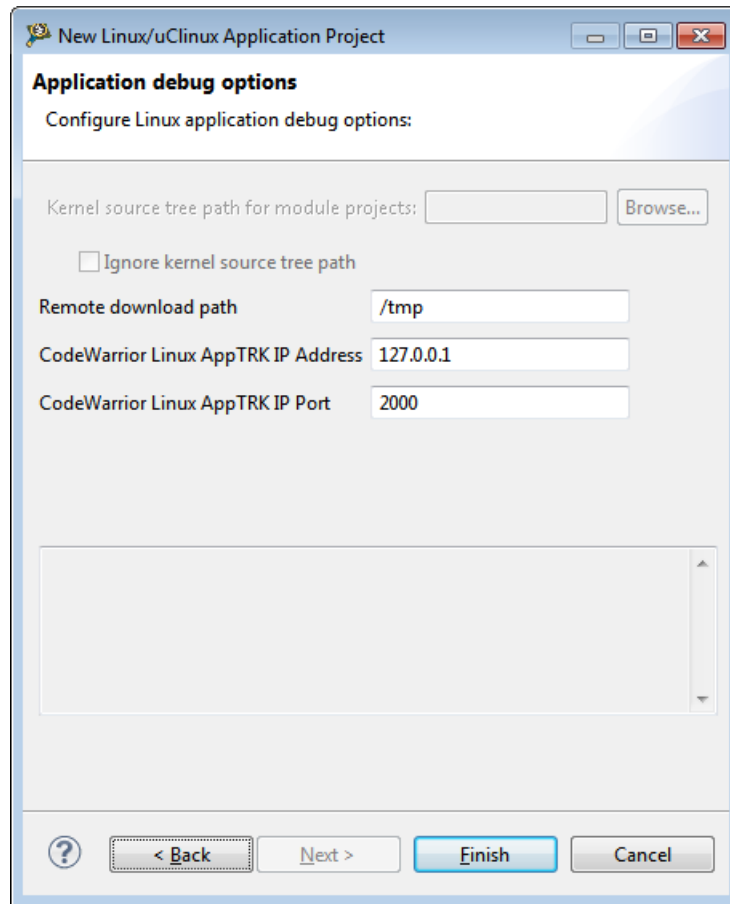 New Linux/uClinux Application Project
Application debug options
Configure Linux application debug options:
Kernel source tree path for module projects: Browse...
Ignore kernel source tree path
Remote download path /tmp
CodeWarrior Linux AppTRK IP Address 127.0.0.1
CodeWarrior Linux AppTRK IP Port 2000
? < Back Next > Finish Cancel